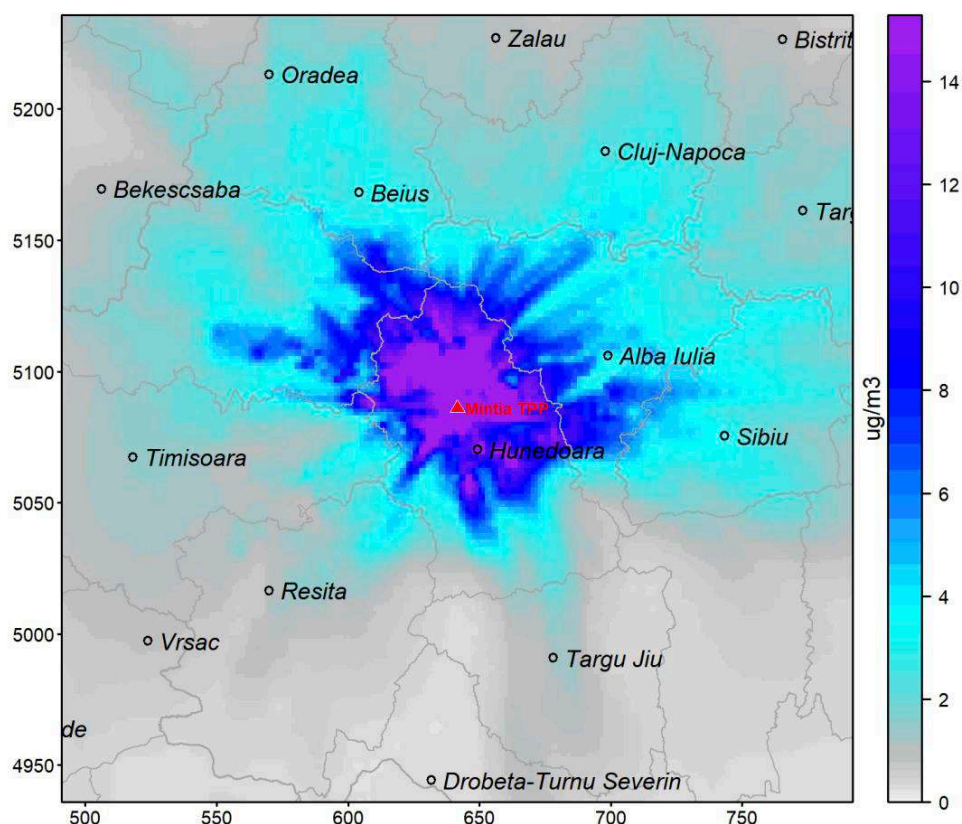 Zalau
Bistrit
Oradea
5200
Cluj-Napoca
Bekescsaba
Beius
Targ
5150
5100
Alba Iulia
Mintia TPP
Sibiu
Hunedoara
Timisoara
5050
Resita
5000
Vrsac
Targu Jiu
de
4950
Drobeta-Turnu Severin
500
550
600
650
700
750
14
12
10
8
6
4
2
0
ug/m3